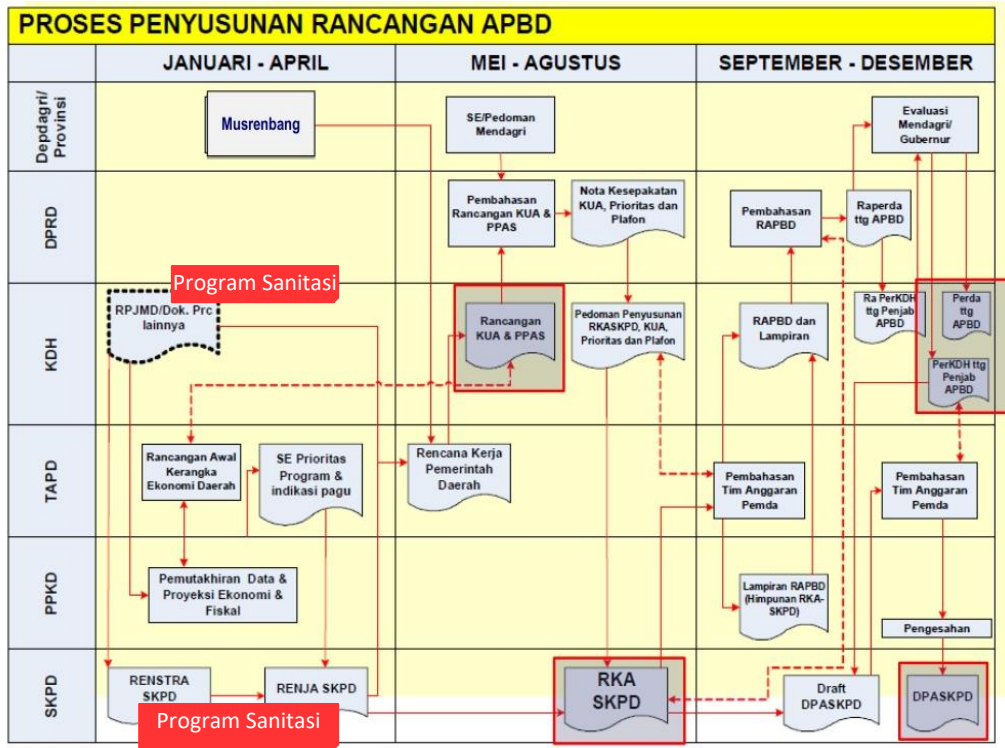 PROSES PENYUSUNAN RANCANGAN APBD
JANUARI - APRIL
MEI - AGUSTUS
SEPTEMBER - DESEMBER
Depdagri/
Provinsi
Musrenbang
SE/Pedoman
Mendagri
Evaluasi
Mendagri/
Gubernur
DPRD
Pembahasan
Rancangan KUA &
PPAS
Nota Kesepakatan
KUA, Prioritas dan
Plafon
Pembahasan
RAPBD
Raperda
ttg APBD
KDH
Program Sanitasi
RPJMD/Dok. Prc
lainnya
Rancangan
KUA & PPAS
Pedoman Penyusunan
RKASKPD, KUA,
Prioritas dan Plafon
RAPBD dan
Lampiran
Ra PerKDH
ttg Penjab
APBD
Perda
ttg
APBD
PerKDH ttg
Penjab
APBD
TAPD
Rancangan Awal
Kerangka
Ekonomi Daerah
SE Prioritas
Program &
indikasi pagu
Rencana Kerja
Pemerintah
Daerah
Pembahasan
Tim Anggaran
Pemda
Pembahasan
Tim Anggaran
Pemda
PPKD
Pemutakhiran Data &
Proyeksi Ekonomi &
Fiskal
Lampiran RAPBD
(Himpunan RKA-
SKPD)
Pengesahan
SKPD
RENSTRA
SKPD
RENJA SKPD
Program Sanitasi
RKA
SKPD
Draft
DPASKPD
DPASKPD